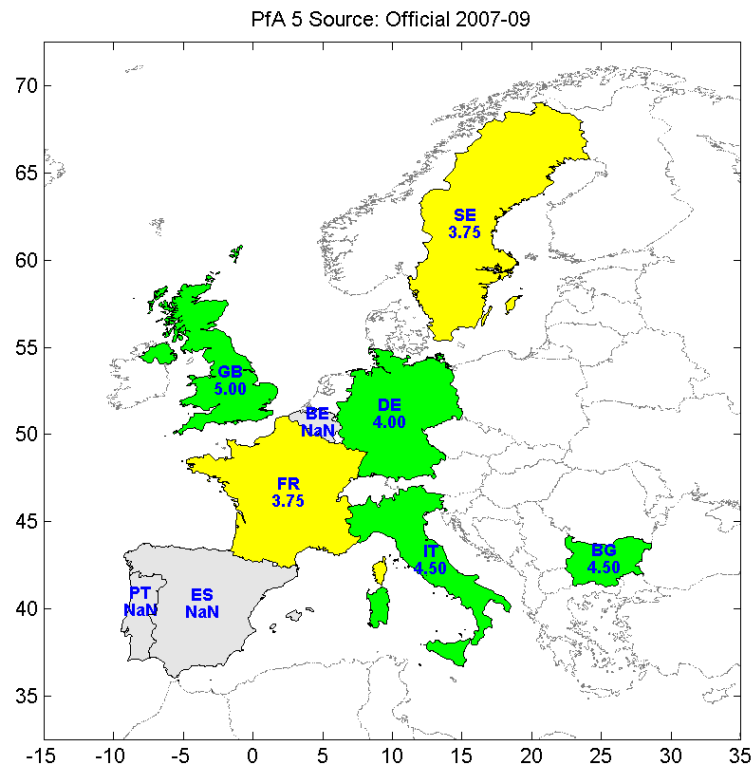 PfA 5 Source: Official 2007-09
70
65
60
55
50
45
40
35
SE
3.75
GB
5.00
BE
NaN
DE
4.00
FR
3.75
IT
4.50
BG
4.50
PT
NaN
ES
NaN
-15 -10 -5 0 5 10 15 20 25 30 35